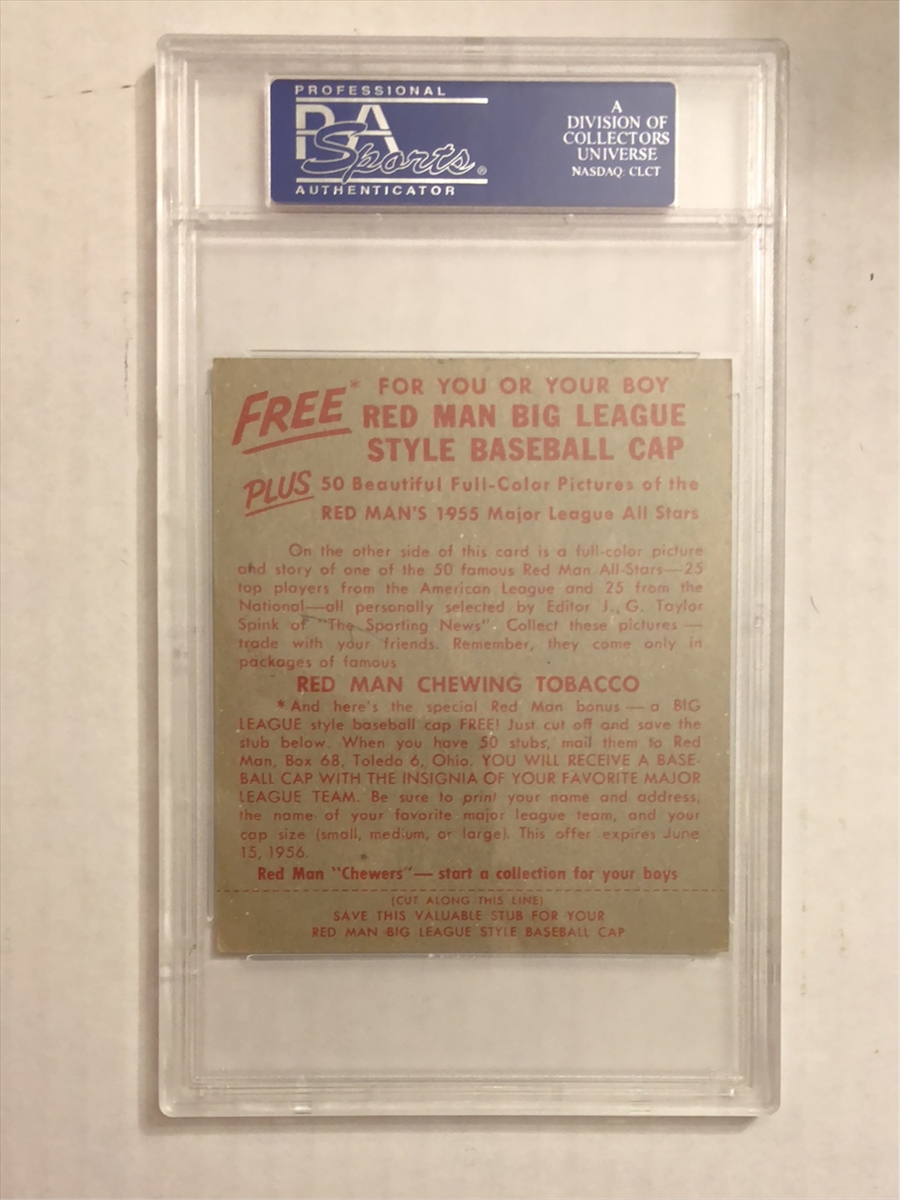 PROFESSIONAL
PSA
Sports®
AUTHENTICATOR
A
DIVISION OF
COLLECTORS
UNIVERSE
NASDAQ: CLCT
FREE* FOR YOU OR YOUR BOY
RED MAN BIG LEAGUE
STYLE BASEBALL CAP
PLUS 50 Beautiful Full-Color Pictures of the
RED MAN'S 1955 Major League All Stars
On the other side of this card is a full-color picture
and story of one of the 50 famous Red Man All-Stars—25
top players from the American League and 25 from the
National—all personally selected by Editor J. G. Taylor
Spink of "The Sporting News". Collect these pictures —
trade with your friends. Remember, they come only in
packages of famous
RED MAN CHEWING TOBACCO
*And here's the special Red Man bonus — a BIG
LEAGUE style baseball cap FREE! Just cut off and save the
stub below. When you have 50 stubs, mail them to Red
Man, Box 68, Toledo 6, Ohio. YOU WILL RECEIVE A BASE-
BALL CAP WITH THE INSIGNIA OF YOUR FAVORITE MAJOR
LEAGUE TEAM. Be sure to print your name and address,
the name of your favorite major league team, and your
cap size (small, medium, or large). This offer expires June
15, 1956.
Red Man "Chewers"— start a collection for your boys
(CUT ALONG THIS LINE)
SAVE THIS VALUABLE STUB FOR YOUR
RED MAN BIG LEAGUE STYLE BASEBALL CAP